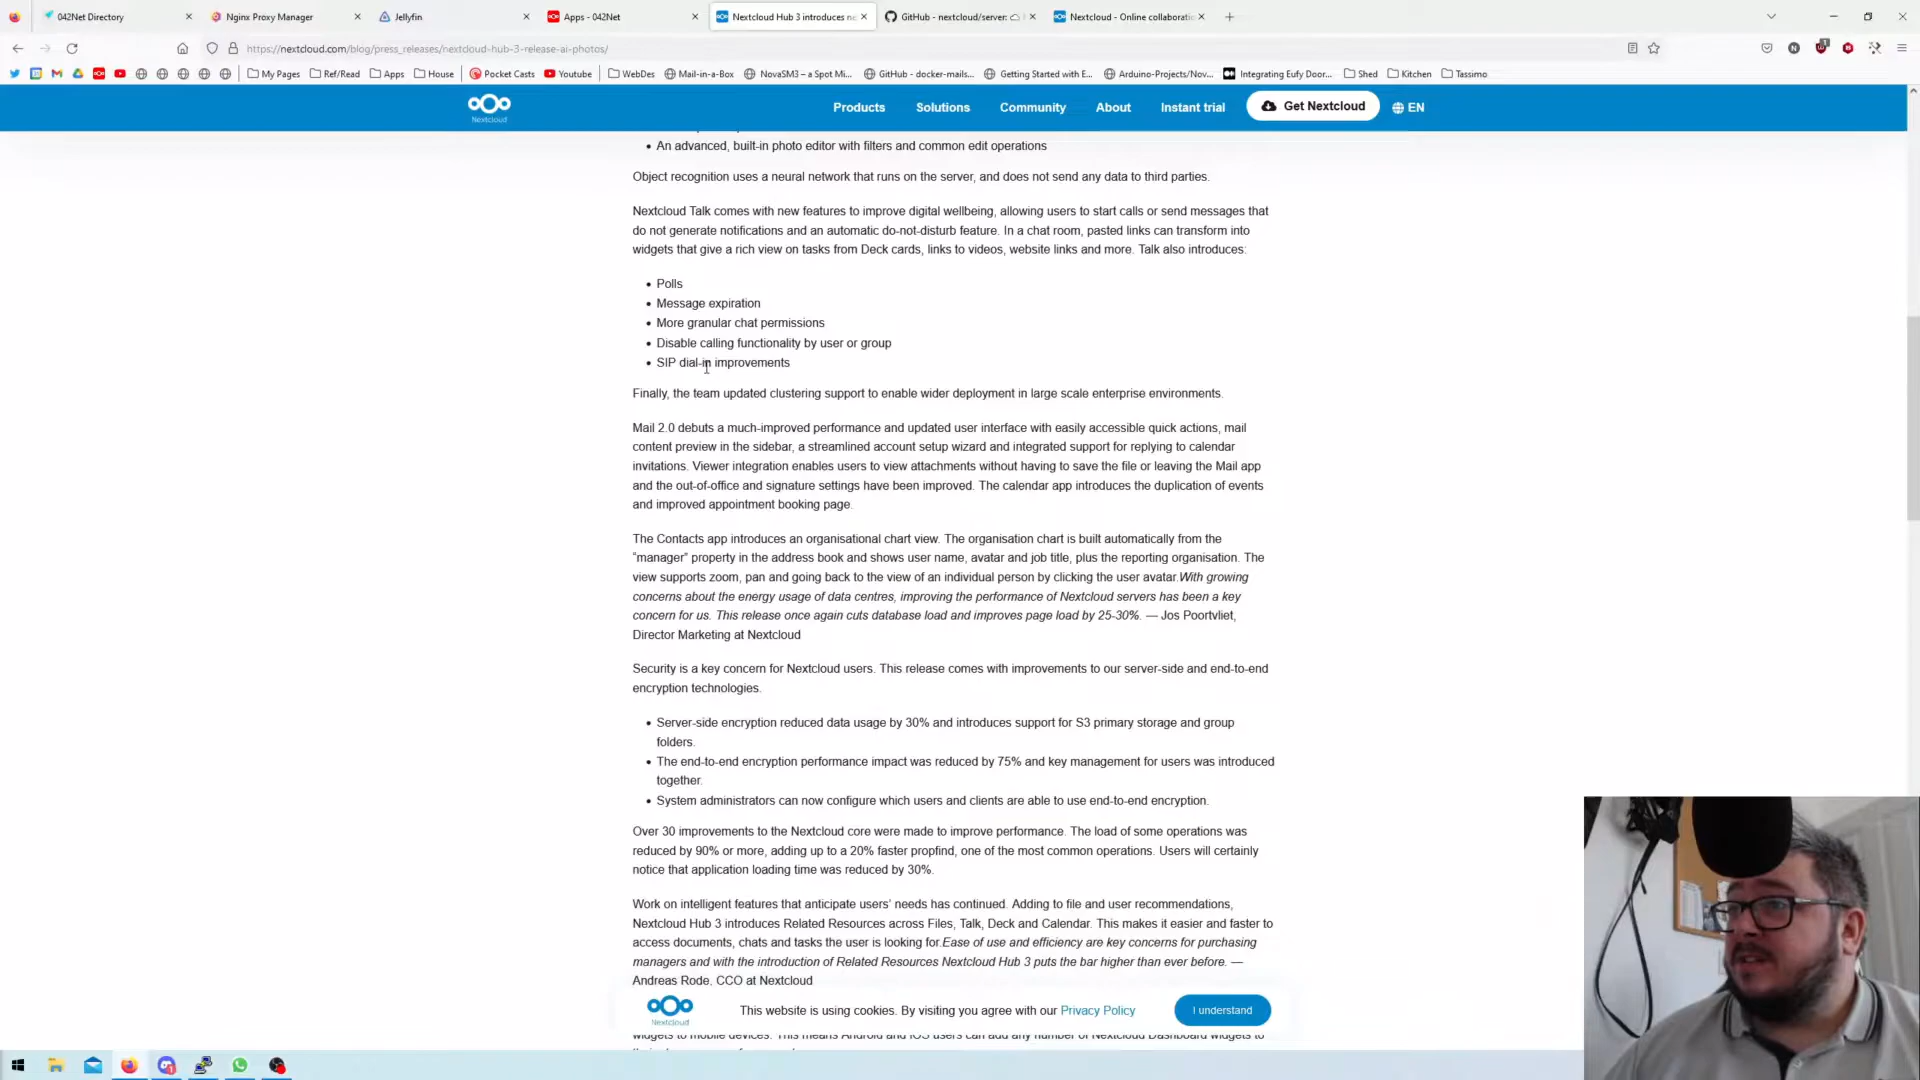 042Net Directory
Nginx Proxy Manager
Jellyfin
Apps - 042Net
Nextcloud Hub 3 introduces ne
GitHub - nextcloud/server:
Nextcloud - Online collaborati
https://nextcloud.com/blog/press_releases/nextcloud-hub-3-release-ai-photos/
My Pages
Ref/Read
Apps
House
Pocket Casts
Youtube
WebDes
Mail-in-a-Box
NovaSM3 – a Spot Mi...
GitHub - docker-mails...
Getting Started with E...
Arduino-Projects/Nov...
Integrating Eufy Door...
Shed
Kitchen
Tassimo
Nextcloud
Products
Solutions
Community
About
Instant trial
Get Nextcloud
EN
• An advanced, built-in photo editor with filters and common edit operations
Object recognition uses a neural network that runs on the server, and does not send any data to third parties.
Nextcloud Talk comes with new features to improve digital wellbeing, allowing users to start calls or send messages that
do not generate notifications and an automatic do-not-disturb feature. In a chat room, pasted links can transform into
widgets that give a rich view on tasks from Deck cards, links to videos, website links and more. Talk also introduces:
• Polls
• Message expiration
• More granular chat permissions
• Disable calling functionality by user or group
• SIP dial-in improvements
Finally, the team updated clustering support to enable wider deployment in large scale enterprise environments.
Mail 2.0 debuts a much-improved performance and updated user interface with easily accessible quick actions, mail
content preview in the sidebar, a streamlined account setup wizard and integrated support for replying to calendar
invitations. Viewer integration enables users to view attachments without having to save the file or leaving the Mail app
and the out-of-office and signature settings have been improved. The calendar app introduces the duplication of events
and improved appointment booking page.
The Contacts app introduces an organisational chart view. The organisation chart is built automatically from the
“manager” property in the address book and shows user name, avatar and job title, plus the reporting organisation. The
view supports zoom, pan and going back to the view of an individual person by clicking the user avatar.With growing
concerns about the energy usage of data centres, improving the performance of Nextcloud servers has been a key
concern for us. This release once again cuts database load and improves page load by 25-30%. — Jos Poortvliet,
Director Marketing at Nextcloud
Security is a key concern for Nextcloud users. This release comes with improvements to our server-side and end-to-end
encryption technologies.
• Server-side encryption reduced data usage by 30% and introduces support for S3 primary storage and group
folders.
• The end-to-end encryption performance impact was reduced by 75% and key management for users was introduced
together.
• System administrators can now configure which users and clients are able to use end-to-end encryption.
Over 30 improvements to the Nextcloud core were made to improve performance. The load of some operations was
reduced by 90% or more, adding up to a 20% faster propfind, one of the most common operations. Users will certainly
notice that application loading time was reduced by 30%.
Work on intelligent features that anticipate users’ needs has continued. Adding to file and user recommendations,
Nextcloud Hub 3 introduces Related Resources across Files, Talk, Deck and Calendar. This makes it easier and faster to
access documents, chats and tasks the user is looking for.Ease of use and efficiency are key concerns for purchasing
managers and with the introduction of Related Resources Nextcloud Hub 3 puts the bar higher than ever before. —
Andreas Rode, CCO at Nextcloud
Nextcloud
This website is using cookies. By visiting you agree with our Privacy Policy
I understand
widgets to mobile devices. This means Android and iOS users can add any number of Nextcloud Dashboard widgets to